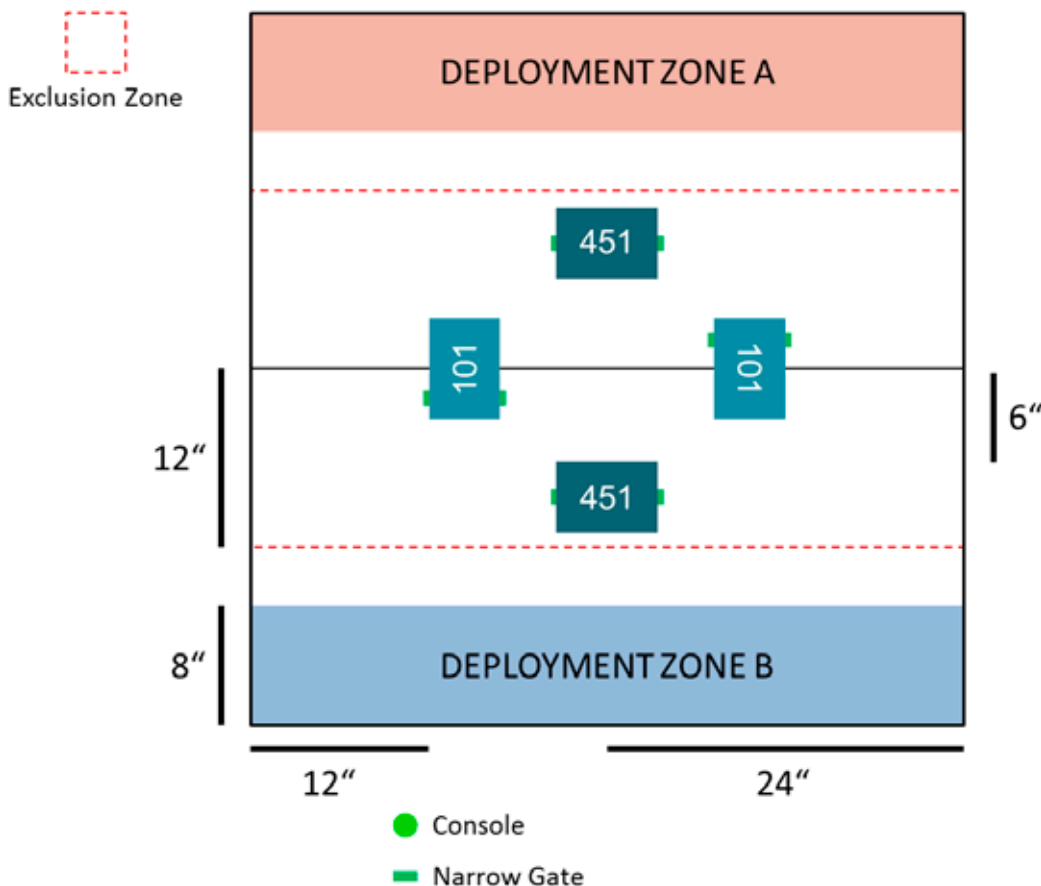 DEPLOYMENT ZONE A
Exclusion Zone
451
101
101
12“
6“
451
8“
DEPLOYMENT ZONE B
12“
24“
Console
Narrow Gate